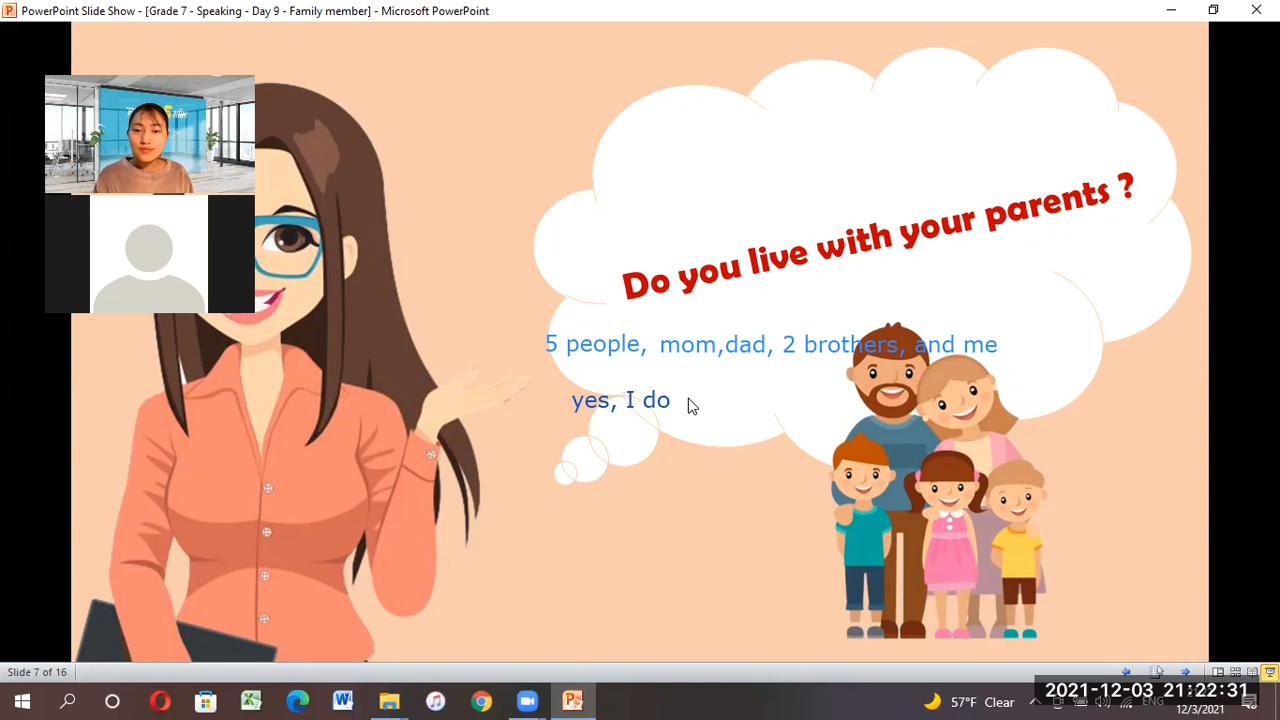 PowerPoint Slide Show - [Grade 7 - Speaking - Day 9 - Family member] - Microsoft PowerPoint
Do you live with your parents ?
5 people, mom,dad, 2 brothers, and me
yes, I do
Slide 7 of 16
57°F Clear
ENG
2021-12-03 21:22:31
12/3/2021